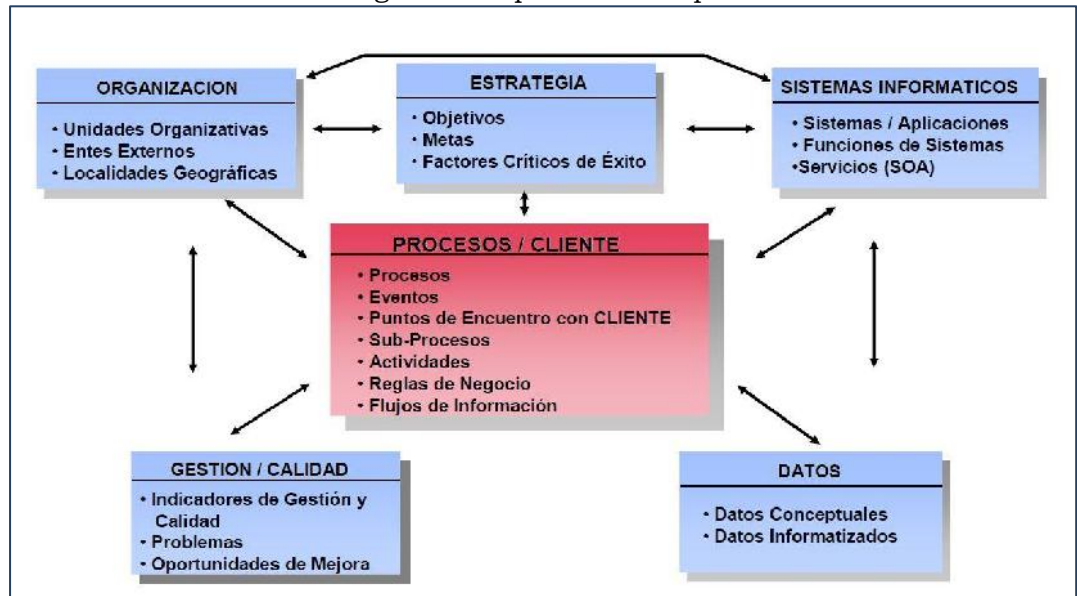 ORGANIZACION
• Unidades Organizativas
• Entes Externos
• Localidades Geográficas
ESTRATEGIA
• Objetivos
• Metas
• Factores Críticos de Éxito
SISTEMAS INFORMATICOS
• Sistemas / Aplicaciones
• Funciones de Sistemas
•Servicios (SOA)
PROCESOS / CLIENTE
• Procesos
• Eventos
• Puntos de Encuentro con CLIENTE
• Sub-Procesos
• Actividades
• Reglas de Negocio
• Flujos de Información
GESTION / CALIDAD
• Indicadores de Gestión y
Calidad
• Problemas
• Oportunidades de Mejora
DATOS
• Datos Conceptuales
• Datos Informatizados